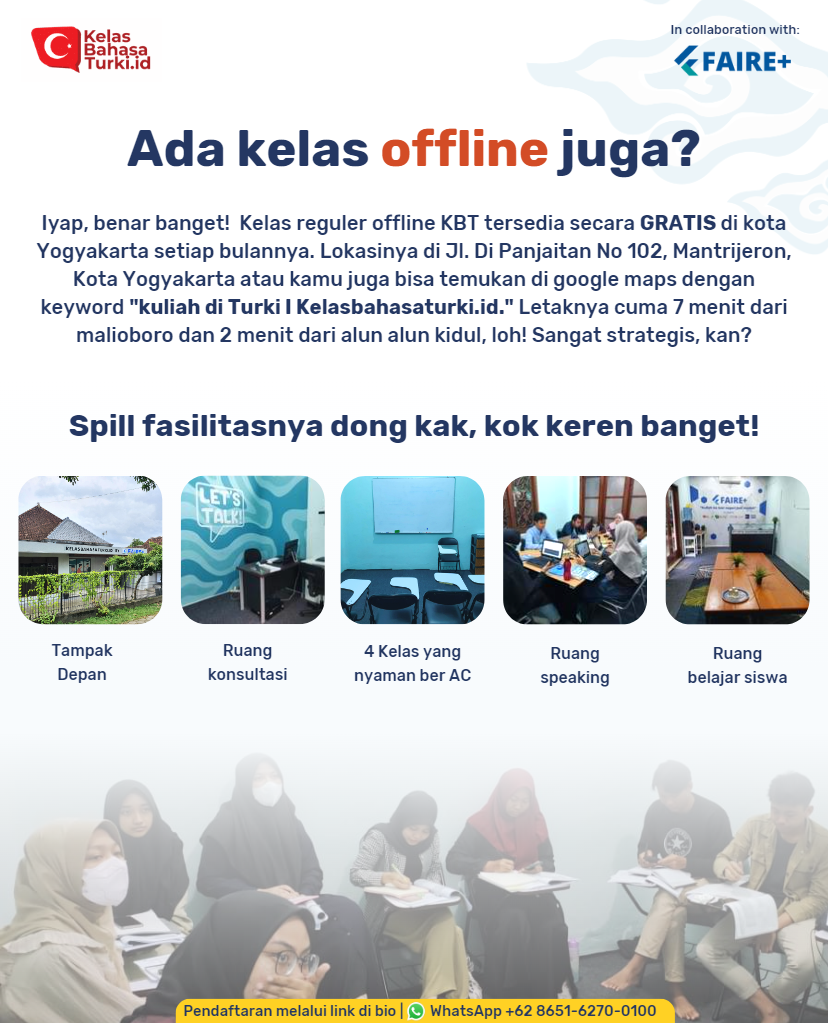 Kelas
Bahasa
Turki.id
In collaboration with:
FAIRE+
Ada kelas offline juga?
Iyap, benar banget! Kelas reguler offline KBT tersedia secara GRATIS di kota
Yogyakarta setiap bulannya. Lokasinya di Jl. Di Panjaitan No 102, Mantrijeron,
Kota Yogyakarta atau kamu juga bisa temukan di google maps dengan
keyword "kuliah di Turki I Kelasbahasaturki.id." Letaknya cuma 7 menit dari
malioboro dan 2 menit dari alun alun kidul, loh! Sangat strategis, kan?
Spill fasilitasnya dong kak, kok keren banget!
LET'S
TALK!
FAIRE+
Tampak
Depan
Ruang
konsultasi
4 Kelas yang
nyaman ber AC
Ruang
speaking
Ruang
belajar siswa
Pendaftaran melalui link di bio | WhatsApp +62 8651-6270-0100